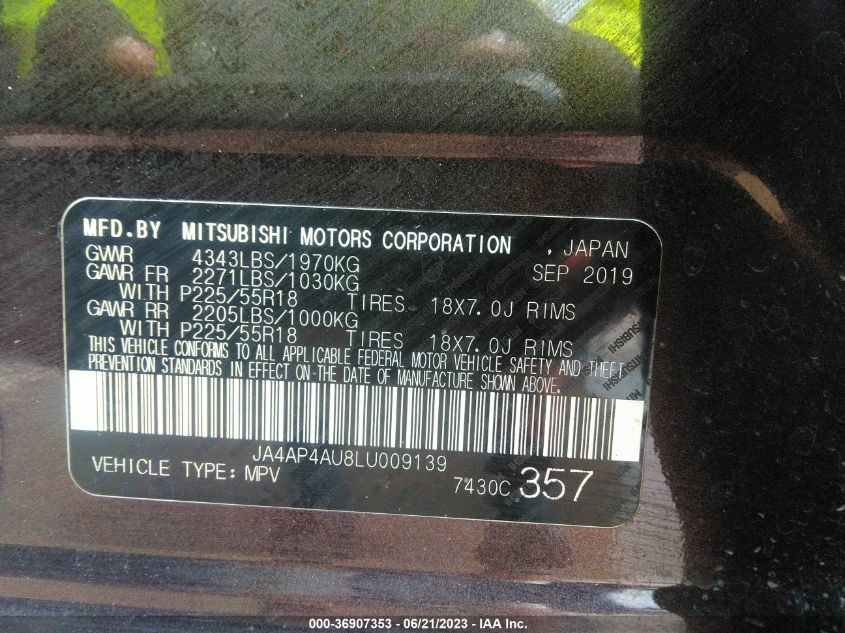 MFD.BY MITSUBISHI MOTORS CORPORATION , JAPAN
GVWR 4343LBS/1970KG SEP 2019
GAWR FR 2271LBS/1030KG
WITH P225/55R18 TIRES 18X7.0J RIMS
GAWR RR 2205LBS/1000KG
WITH P225/55R18 TIRES 18X7.0J RIMS
THIS VEHICLE CONFORMS TO ALL APPLICABLE FEDERAL MOTOR VEHICLE SAFETY AND THEFT
PREVENTION STANDARDS IN EFFECT ON THE DATE OF MANUFACTURE SHOWN ABOVE.
JA4AP4AU8LU009139
VEHICLE TYPE: MPV 7430C 357
MITSUBISHI
000-36907353 - 06/21/2023 - IAA Inc.